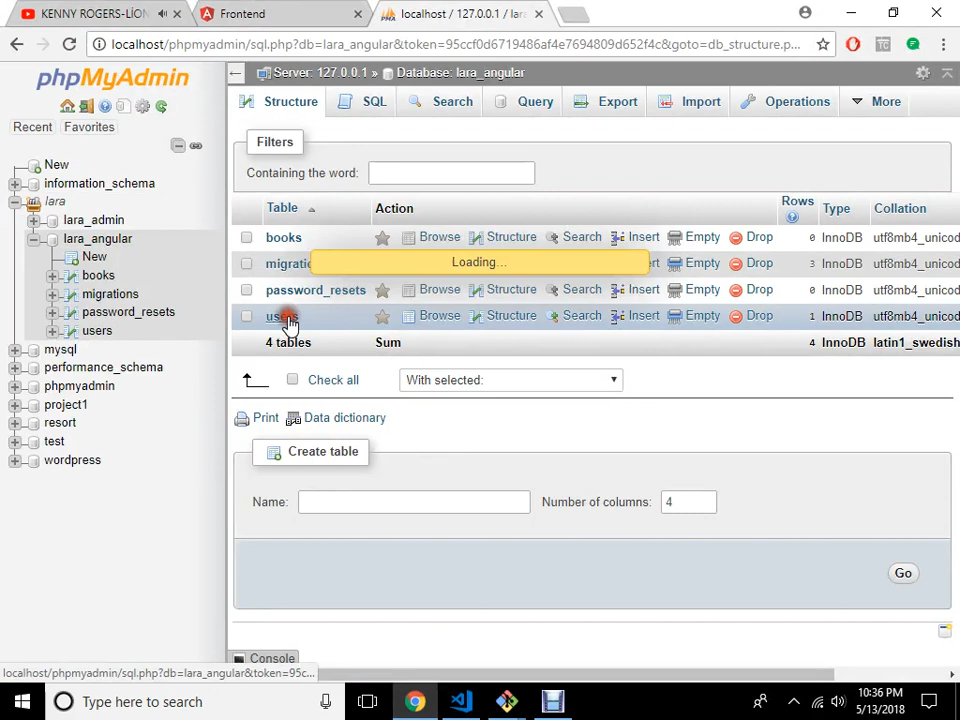 KENNY ROGERS-LION
Frontend
localhost / 127.0.0.1 / lara
localhost/phpmyadmin/sql.php?db=lara_angular&token=95ccf0d6719486af4e7694809d652f4c&goto=db_structure.p...
phpMyAdmin
Recent Favorites
New
information_schema
lara
lara_admin
lara_angular
New
books
migrations
password_resets
users
mysql
performance_schema
phpmyadmin
project1
resort
test
wordpress
Server: 127.0.0.1 » Database: lara_angular
Structure SQL Search Query Export Import Operations More
Filters
Containing the word:
Table Action Rows Type Collation
books Browse Structure Search Insert Empty Drop 0 InnoDB utf8mb4_unicod
Loading...
migratio Empty Drop 3 InnoDB utf8mb4_unicod
password_resets Browse Structure Search Insert Empty Drop 0 InnoDB utf8mb4_unicod
users Browse Structure Search Insert Empty Drop 1 InnoDB utf8mb4_unicod
4 tables Sum 4 InnoDB latin1_swedish
Check all With selected:
Print Data dictionary
Create table
Name: Number of columns: 4
Go
Console
localhost/phpmyadmin/sql.php?db=lara_angular&token=95c...
Type here to search
10:36 PM
5/13/2018